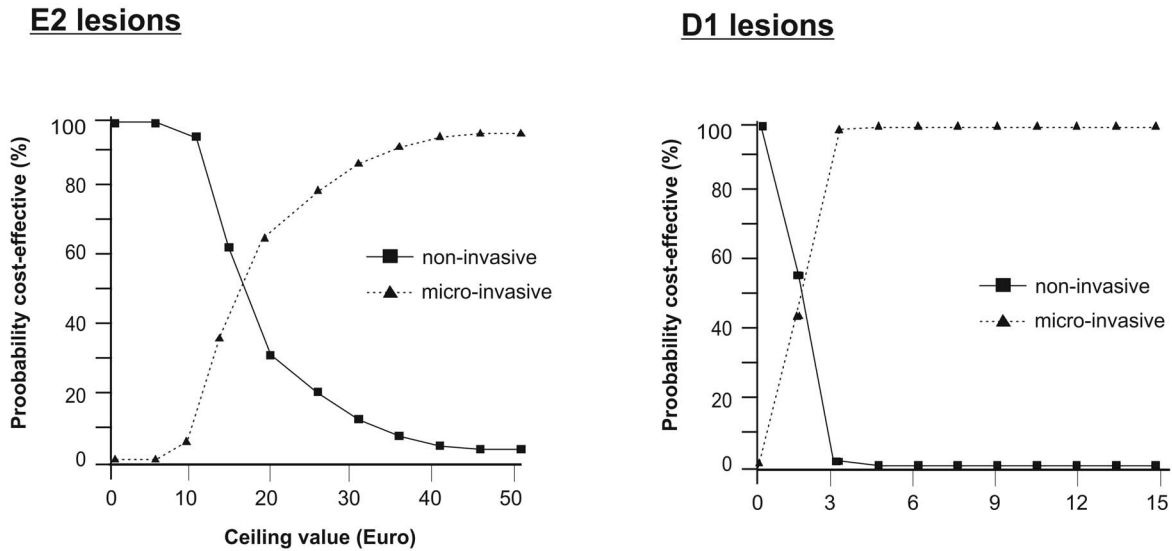 E2 lesions
Proobability cost-effective (%)
100
80
60
40
20
0
0 10 20 30 40 50
Ceiling value (Euro)
non-invasive
micro-invasive
D1 lesions
Proobability cost-effective (%)
100
80
60
40
20
0
0 3 6 9 12 15
non-invasive
micro-invasive